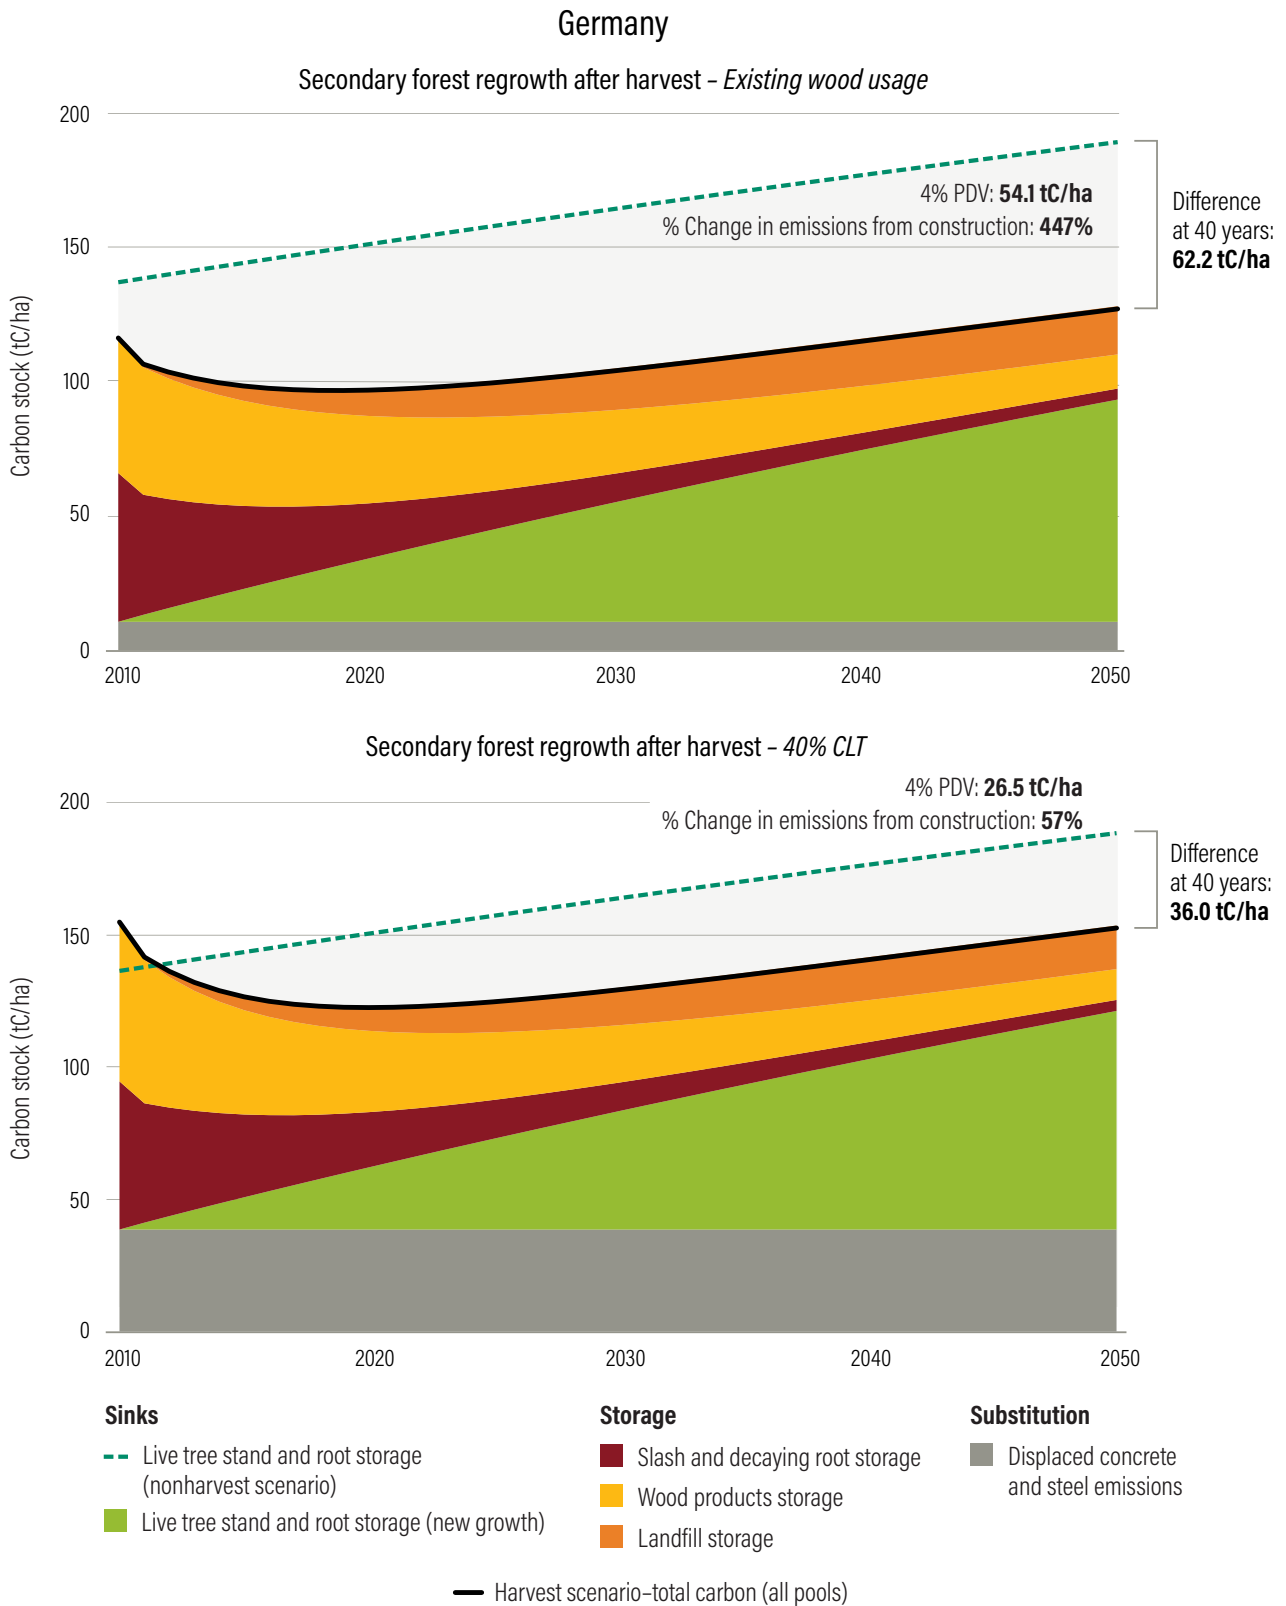 Germany
Secondary forest regrowth after harvest – Existing wood usage
200
150
100
50
0
Carbon stock (tC/ha)
4% PDV: 54.1 tC/ha
% Change in emissions from construction: 447%
Difference
at 40 years:
62.2 tC/ha
2010 2020 2030 2040 2050
Secondary forest regrowth after harvest – 40% CLT
4% PDV: 26.5 tC/ha
% Change in emissions from construction: 57%
200
150
100
50
0
Carbon stock (tC/ha)
Difference
at 40 years:
36.0 tC/ha
2010 2020 2030 2040 2050
Sinks
Live tree stand and root storage
(nonharvest scenario)
Live tree stand and root storage (new growth)
Storage
Slash and decaying root storage
Wood products storage
Landfill storage
Substitution
Displaced concrete
and steel emissions
Harvest scenario–total carbon (all pools)